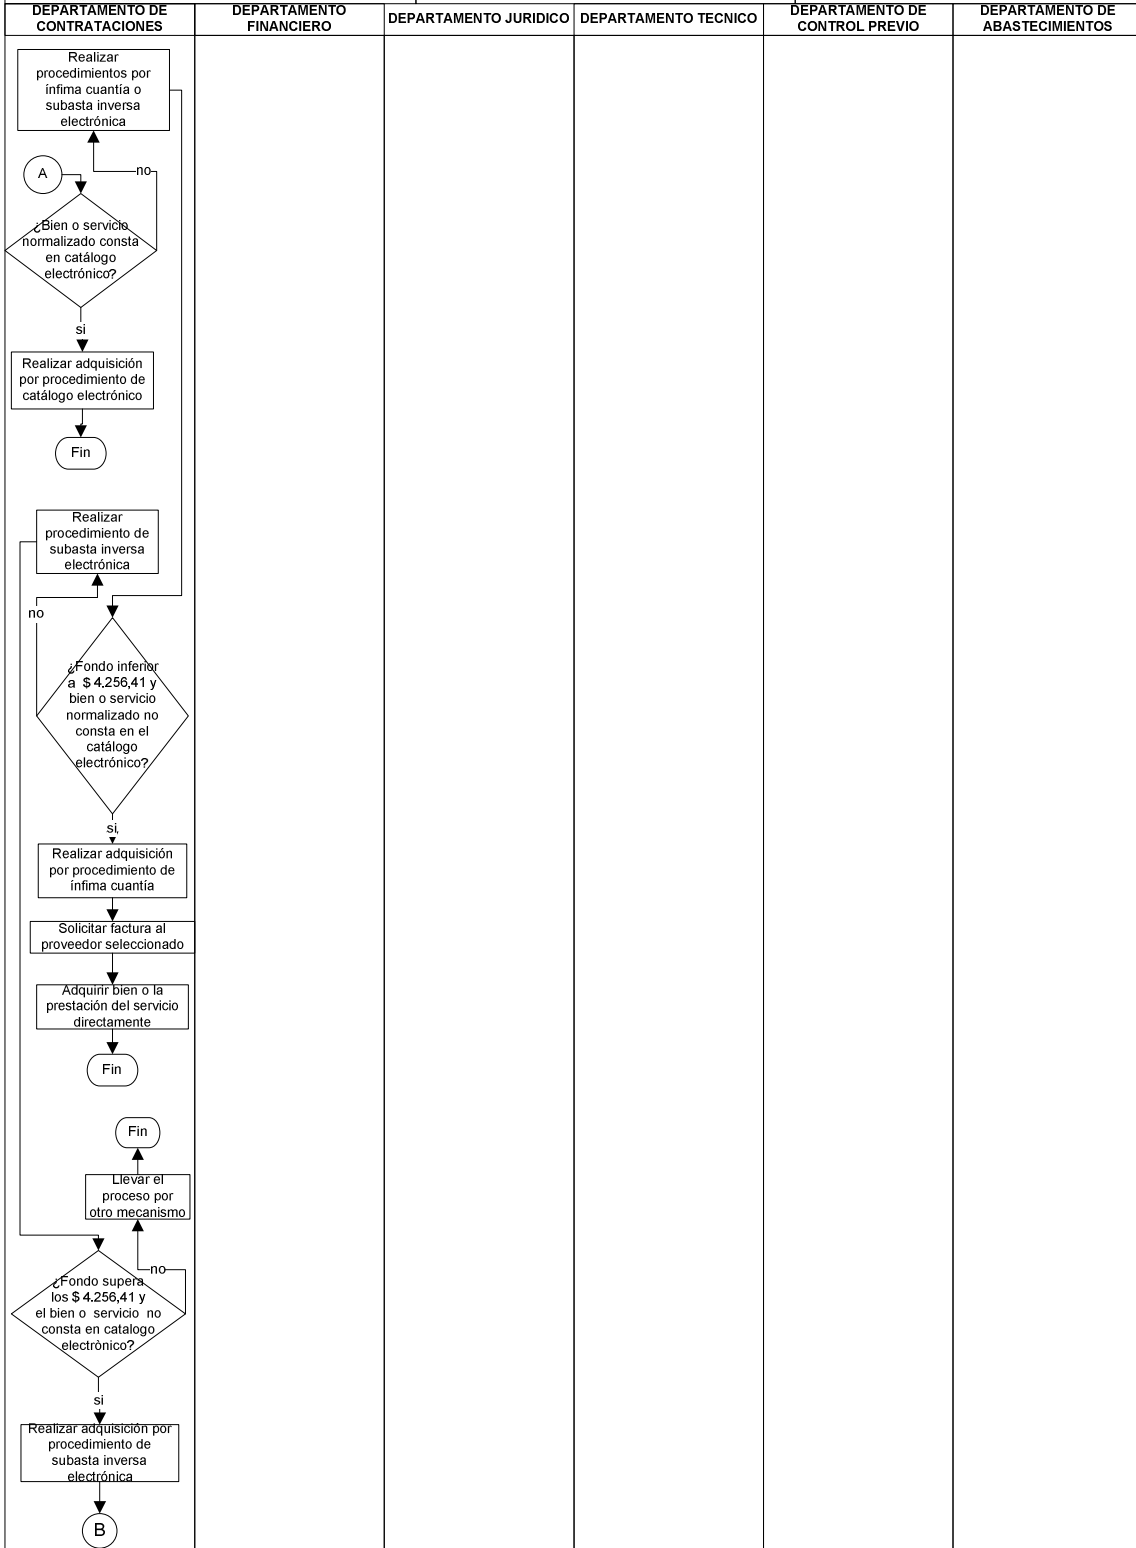 DEPARTAMENTO DE
CONTRATACIONES
DEPARTAMENTO
FINANCIERO
DEPARTAMENTO JURIDICO
DEPARTAMENTO TECNICO
DEPARTAMENTO DE
CONTROL PREVIO
DEPARTAMENTO DE
ABASTECIMIENTOS
Realizar
procedimientos por
ínfima cuantía o
subasta inversa
electrónica
no
A
¿Bien o servicio
normalizado consta
en catálogo
electrónico?
si
Realizar adquisición
por procedimiento de
catálogo electrónico
Fin
Realizar
procedimiento de
subasta inversa
electrónica
no
¿Fondo inferior
a $ 4.256,41 y
bien o servicio
normalizado no
consta en el
catálogo
electrónico?
si
Realizar adquisición
por procedimiento de
ínfima cuantía
Solicitar factura al
proveedor seleccionado
Adquirir bien o la
prestación del servicio
directamente
Fin
Fin
Llevar el
proceso por
otro mecanismo
no
¿Fondo supera
los $ 4.256,41 y
el bien o servicio no
consta en catalogo
electrònico?
si
Realizar adquisición por
procedimiento de
subasta inversa
electrónica
B